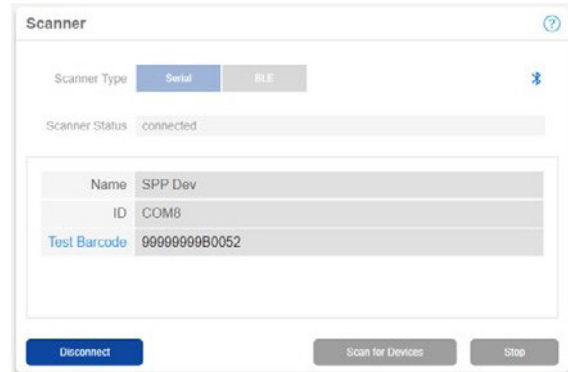 Scanner ?
Scanner Type Serial BLE
Scanner Status connected
Name SPP Dev
ID COM8
Test Barcode 99999999B0052
Disconnect Scan for Devices Stop